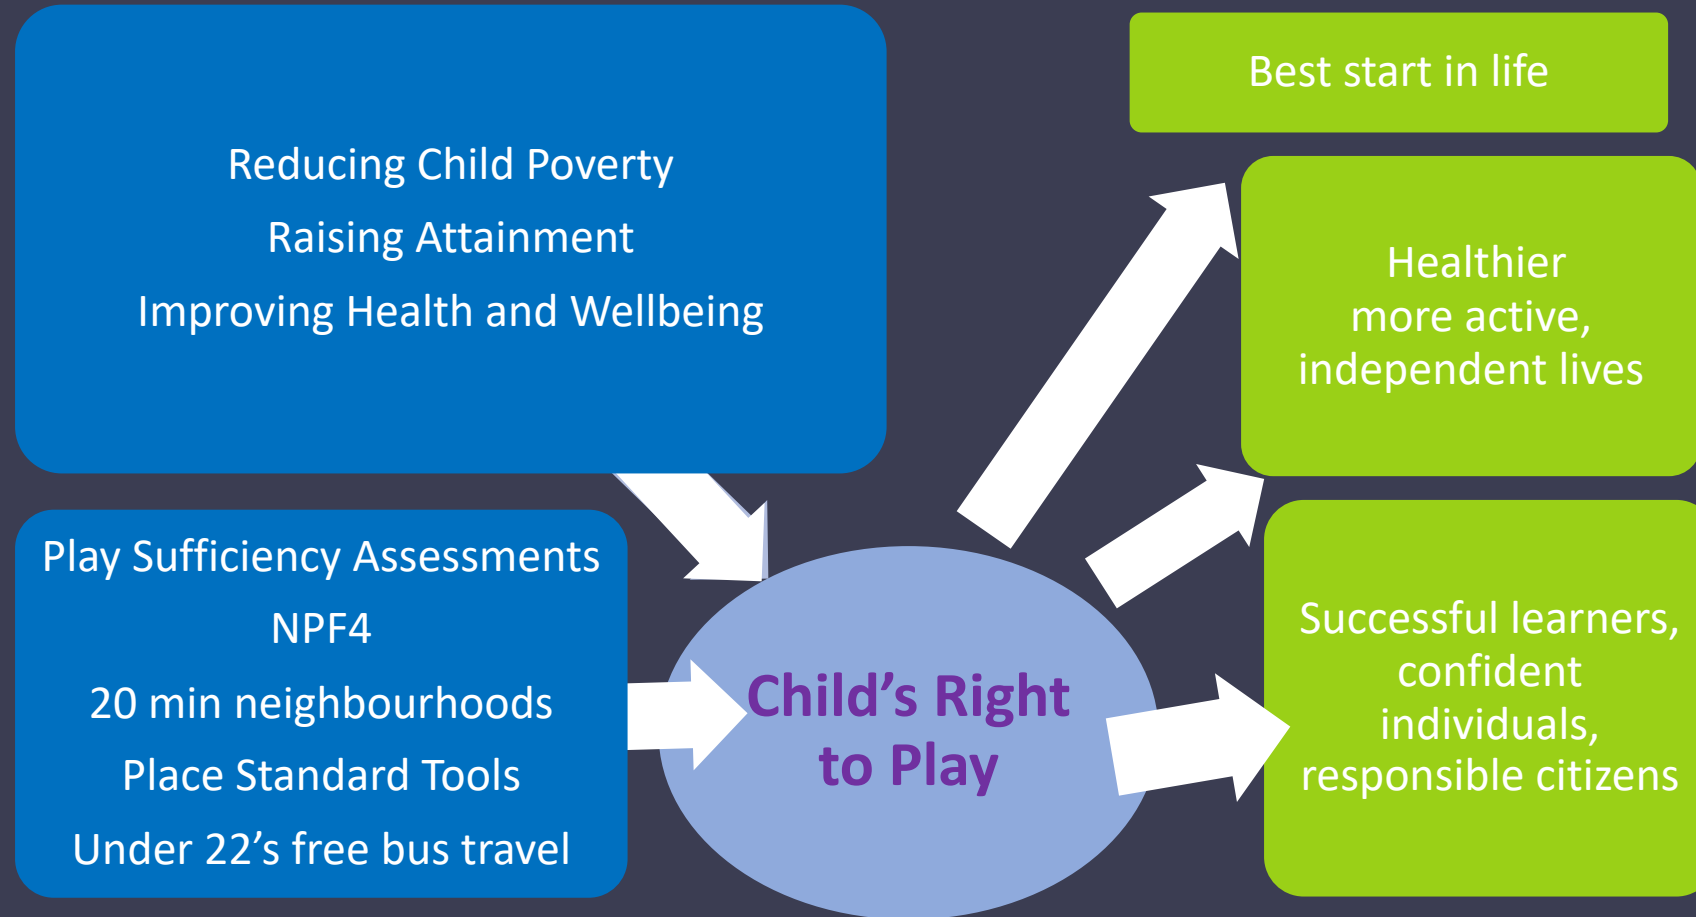 Reducing Child Poverty
Raising Attainment
Improving Health and Wellbeing
Play Sufficiency Assessments
NPF4
20 min neighbourhoods
Place Standard Tools
Under 22’s free bus travel
Child’s Right
to Play
Best start in life
Healthier
more active,
independent lives
Successful learners,
confident
individuals,
responsible citizens